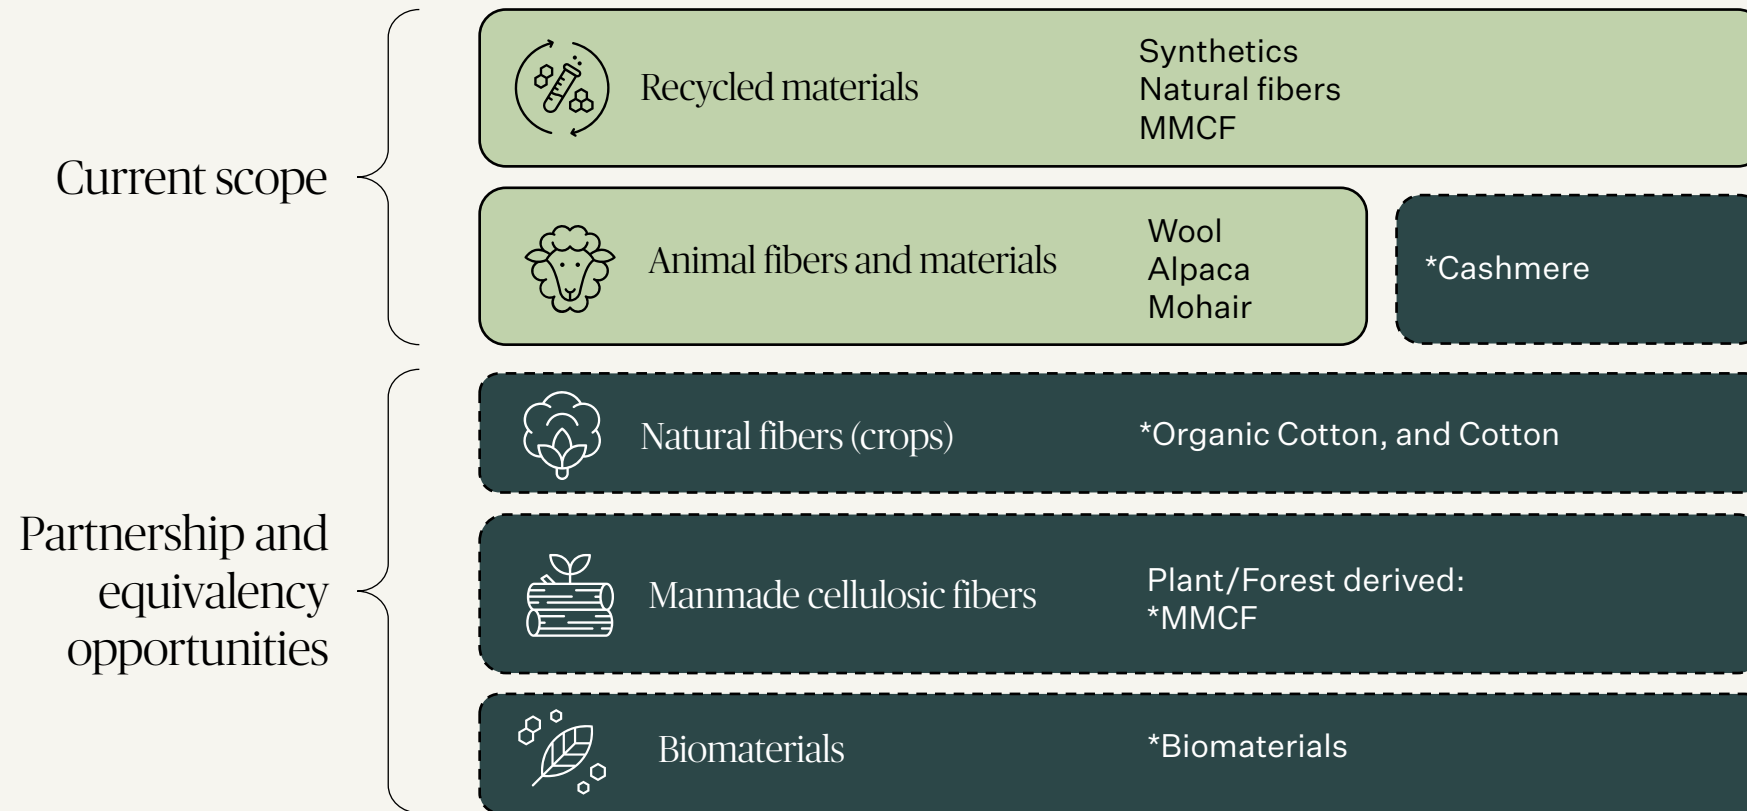 Current scope
Recycled materials
Synthetics
Natural fibers
MMCF
Animal fibers and materials
Wool
Alpaca
Mohair
*Cashmere
Partnership and
equivalency
opportunities
Natural fibers (crops)
*Organic Cotton, and Cotton
Manmade cellulosic fibers
Plant/Forest derived:
*MMCF
Biomaterials
*Biomaterials